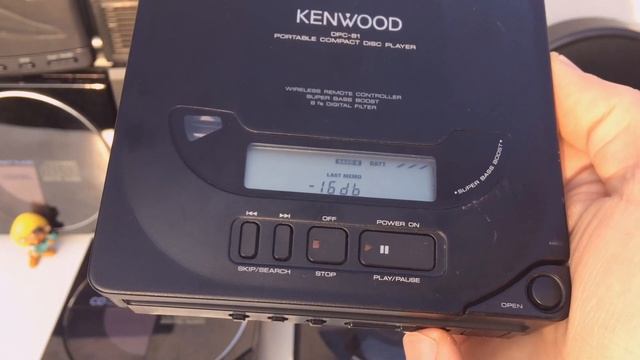 KENWOOD
DPC-81
PORTABLE COMPACT DISC PLAYER
WIRELESS REMOTE CONTROLLER
SUPER BASS BOOST
8 fs DIGITAL FILTER
BATT
LAST MEMO
-16db
•SUPER BASS BOOST•
OFF
POWER ON
SKIP/SEARCH
STOP
PLAY/PAUSE
OPEN